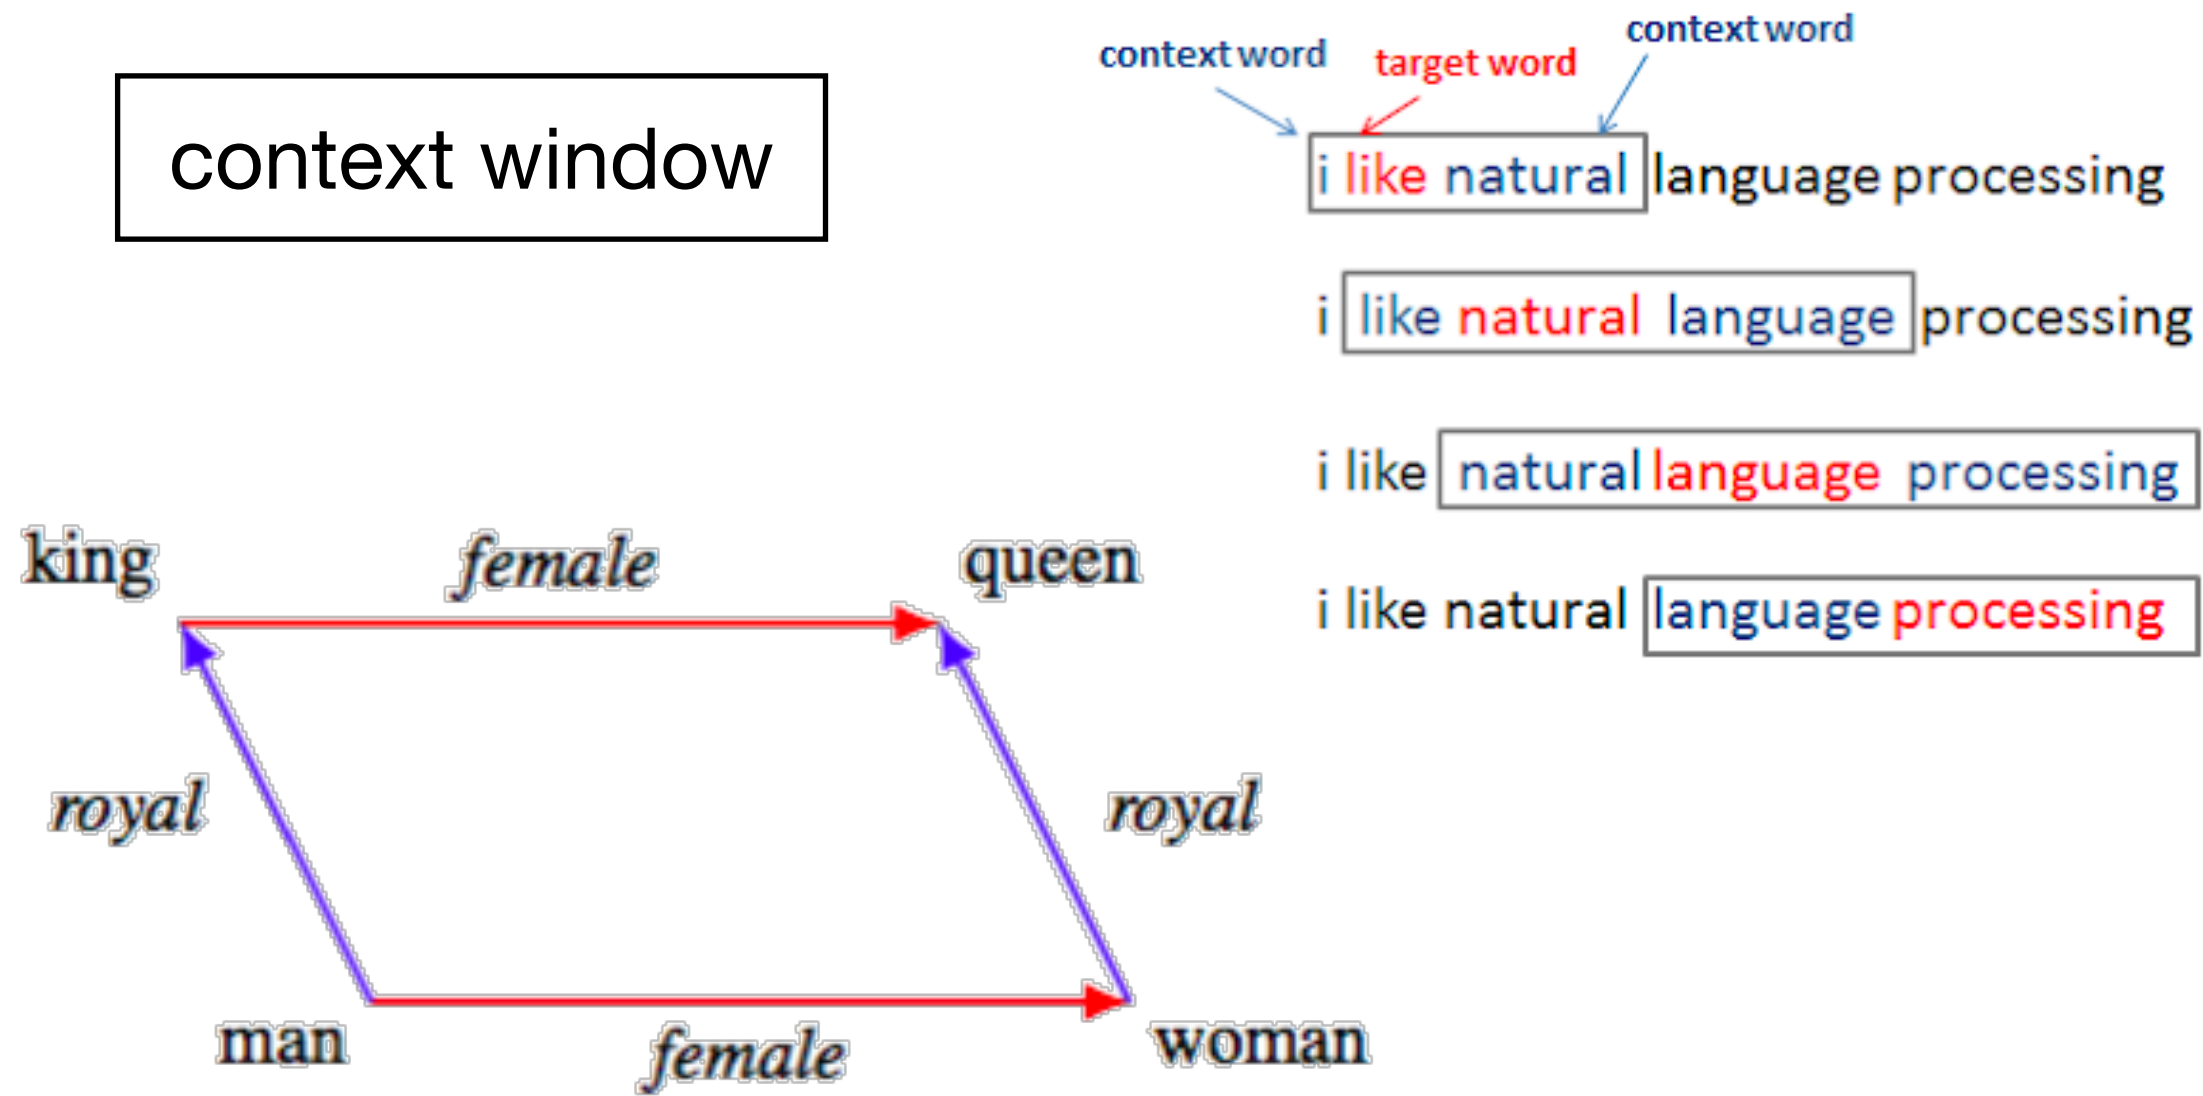 context word
target word
context word
context window
i like natural language processing
i like natural language processing
i like natural language processing
i like natural language processing
king
female
queen
royal
royal
man
female
woman